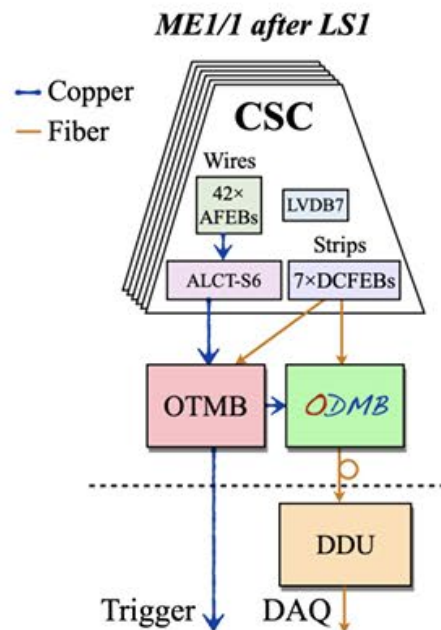 ME1/1 after LS1
Copper
Fiber
CSC
Wires
42×
AFEBs
LVDB7
Strips
ALCT-S6
7×DCFEBs
OTMB
ODMB
DDU
Trigger
DAQ